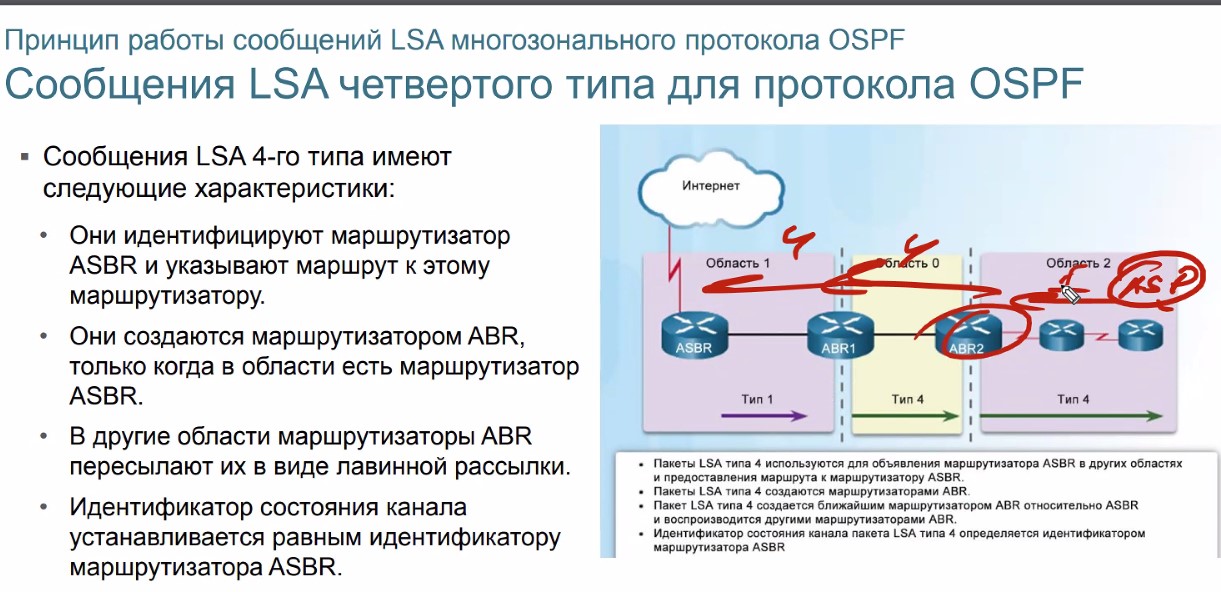 Принцип работы сообщений LSA многозонального протокола OSPF
Сообщения LSA четвертого типа для протокола OSPF
▪ Сообщения LSA 4-го типа имеют
следующие характеристики:
• Они идентифицируют маршрутизатор
ASBR и указывают маршрут к этому
маршрутизатору.
• Они создаются маршрутизатором ABR,
только когда в области есть маршрутизатор
ASBR.
• В другие области маршрутизаторы ABR
пересылают их в виде лавинной рассылки.
• Идентификатор состояния канала
устанавливается равным идентификатору
маршрутизатора ASBR.
Интернет
4 4
Область 1 Область 0 Область 2
ASBR ABR1 ABR2
Тип 1 Тип 4 Тип 4
• Пакеты LSA типа 4 используются для объявления маршрутизатора ASBR в других областях
и предоставления маршрута к маршрутизатору ASBR.
• Пакеты LSA типа 4 создаются маршрутизаторами ABR.
• Пакет LSA типа 4 создается ближайшим маршрутизатором ABR относительно ASBR
и воспроизводится другими маршрутизаторами ABR.
• Идентификатор состояния канала пакета LSA типа 4 определяется идентификатором
маршрутизатора ASBR